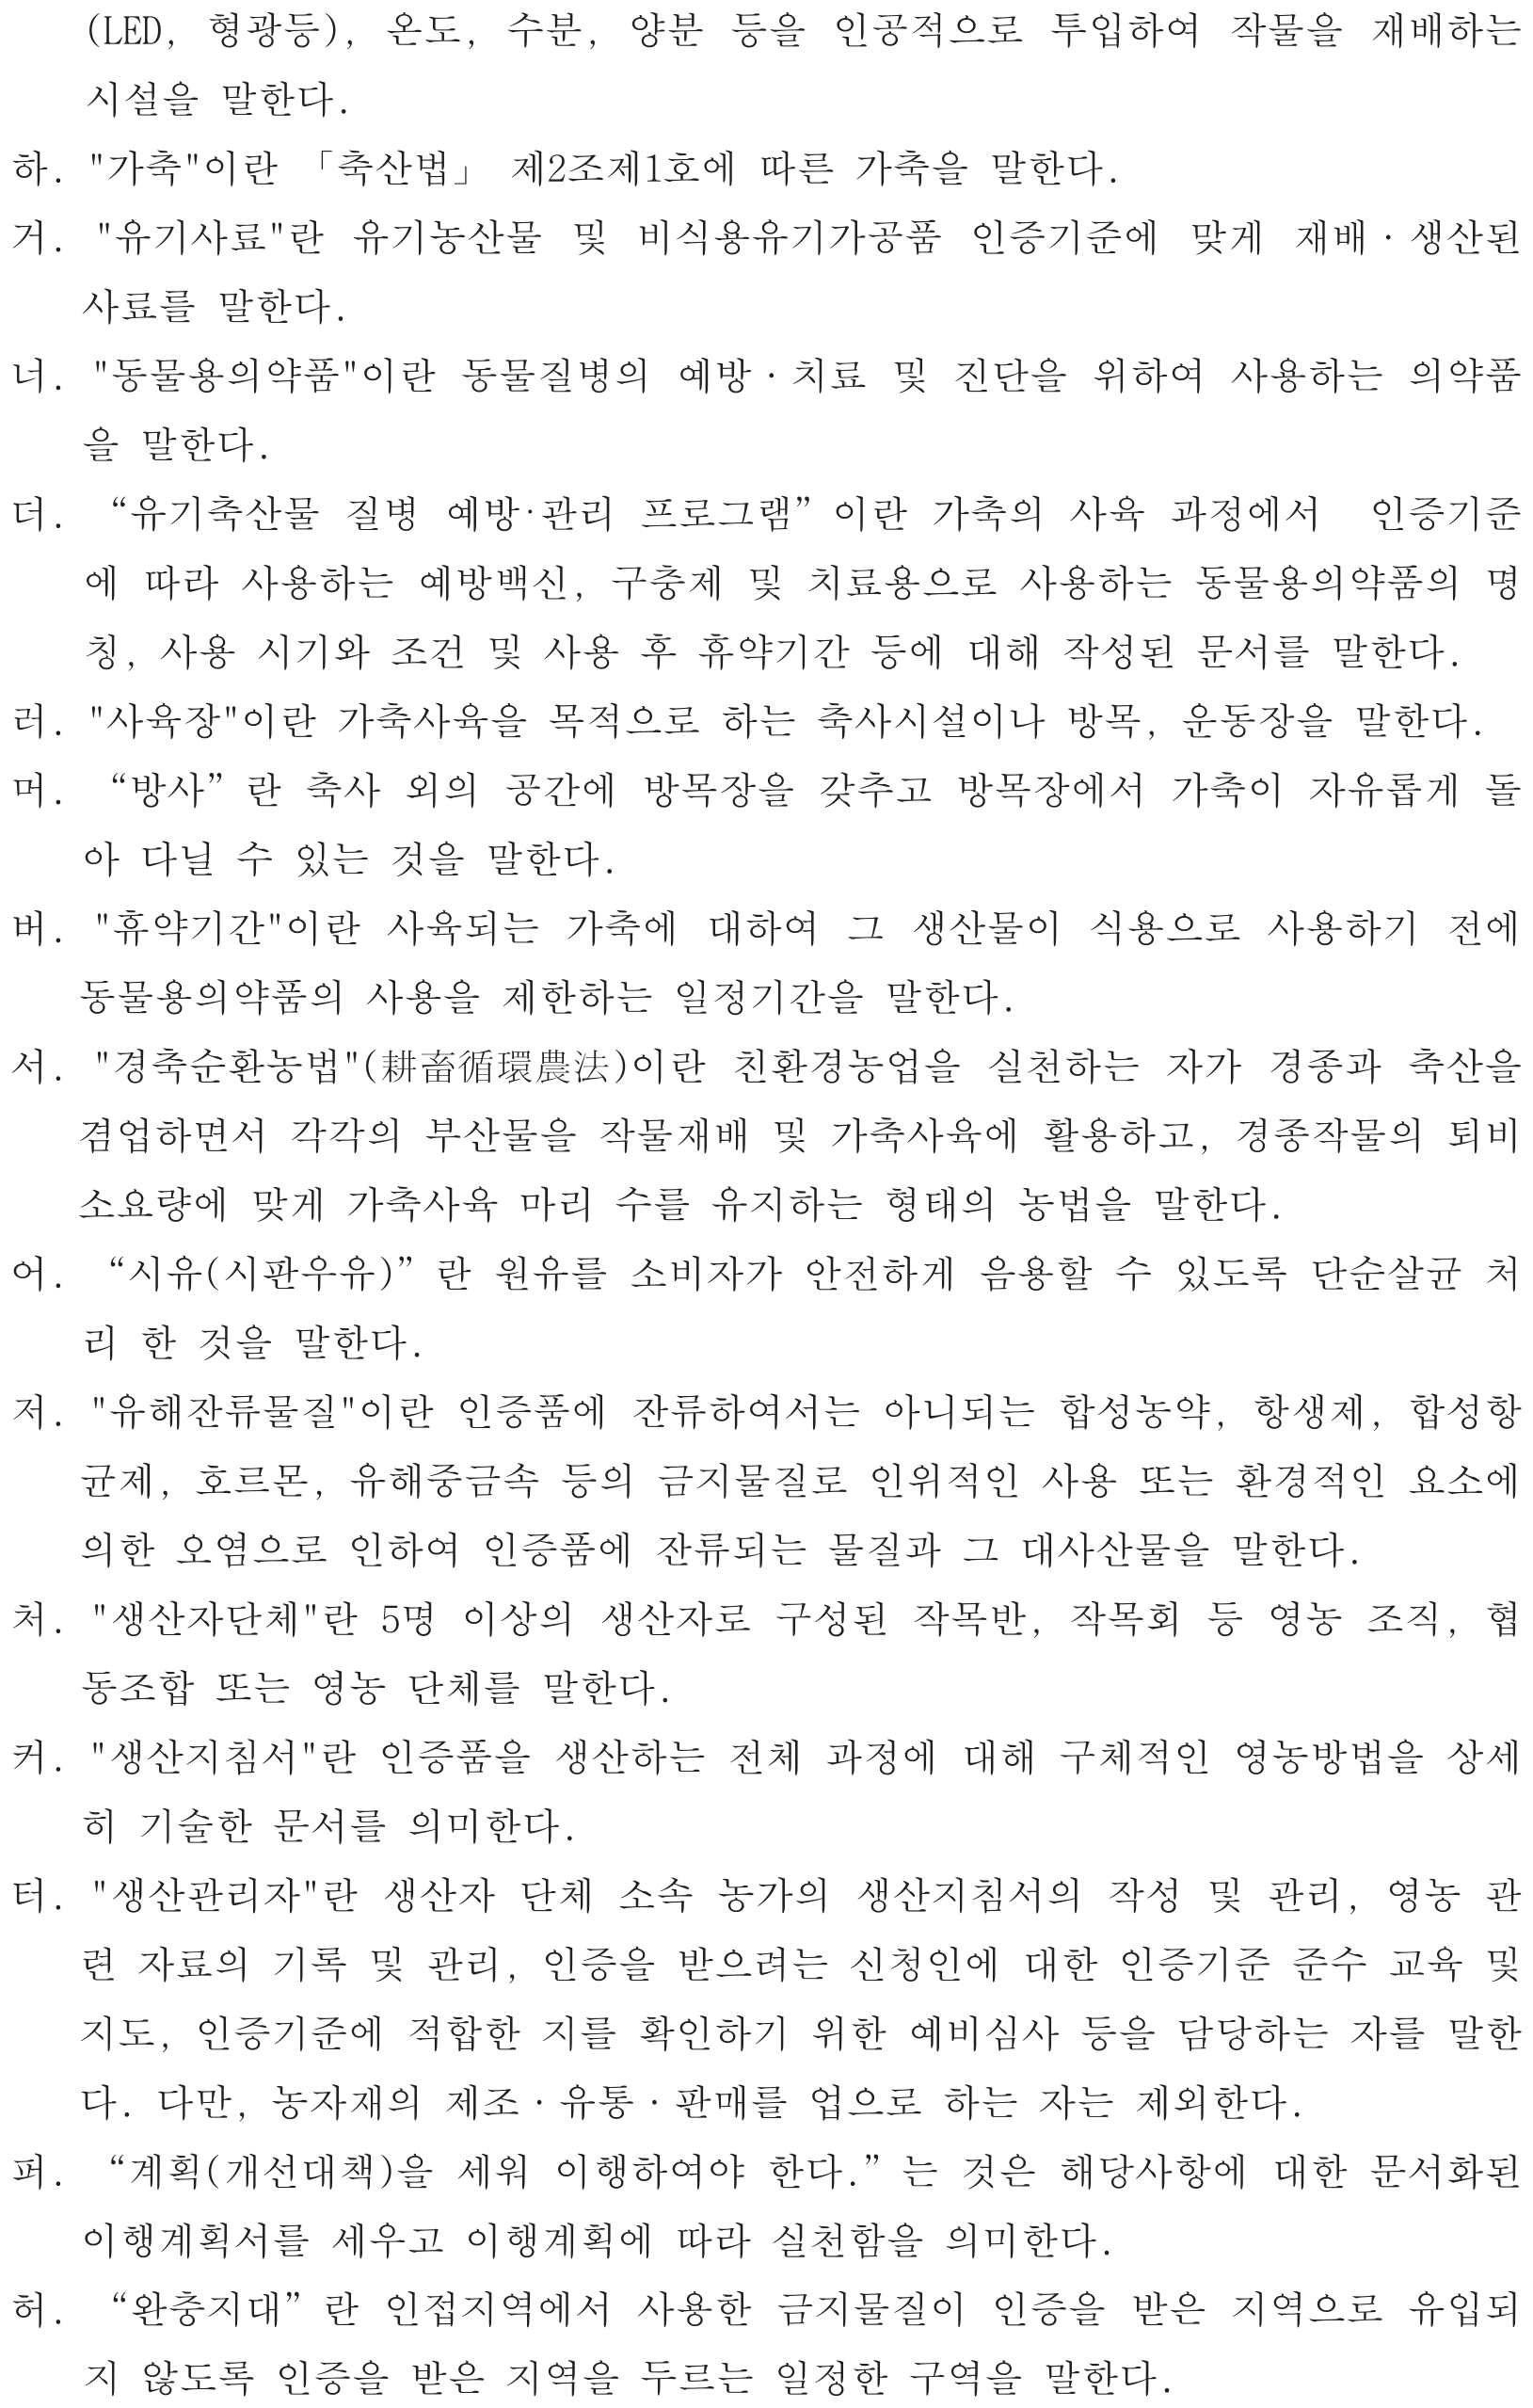 (LED, 형광등), 온도, 수분, 양분 등을 인공적으로 투입하여 작물을 재배하는
시설을 말한다.
하. "가축"이란 「축산법」 제2조제1호에 따른 가축을 말한다.
거. "유기사료"란 유기농산물 및 비식용유기가공품 인증기준에 맞게 재배·생산된
사료를 말한다.
너. "동물용의약품"이란 동물질병의 예방·치료 및 진단을 위하여 사용하는 의약품
을 말한다.
더. “유기축산물 질병 예방·관리 프로그램”이란 가축의 사육 과정에서 인증기준
에 따라 사용하는 예방백신, 구충제 및 치료용으로 사용하는 동물용의약품의 명
칭, 사용 시기와 조건 및 사용 후 휴약기간 등에 대해 작성된 문서를 말한다.
러. "사육장"이란 가축사육을 목적으로 하는 축사시설이나 방목, 운동장을 말한다.
머. “방사”란 축사 외의 공간에 방목장을 갖추고 방목장에서 가축이 자유롭게 돌
아 다닐 수 있는 것을 말한다.
버. "휴약기간"이란 사육되는 가축에 대하여 그 생산물이 식용으로 사용하기 전에
동물용의약품의 사용을 제한하는 일정기간을 말한다.
서. "경축순환농법"(耕畜循環農法)이란 친환경농업을 실천하는 자가 경종과 축산을
겸업하면서 각각의 부산물을 작물재배 및 가축사육에 활용하고, 경종작물의 퇴비
소요량에 맞게 가축사육 마리 수를 유지하는 형태의 농법을 말한다.
어. “시유(시판우유)”란 원유를 소비자가 안전하게 음용할 수 있도록 단순살균 처
리 한 것을 말한다.
저. "유해잔류물질"이란 인증품에 잔류하여서는 아니되는 합성농약, 항생제, 합성항
균제, 호르몬, 유해중금속 등의 금지물질로 인위적인 사용 또는 환경적인 요소에
의한 오염으로 인하여 인증품에 잔류되는 물질과 그 대사산물을 말한다.
처. "생산자단체"란 5명 이상의 생산자로 구성된 작목반, 작목회 등 영농 조직, 협
동조합 또는 영농 단체를 말한다.
커. "생산지침서"란 인증품을 생산하는 전체 과정에 대해 구체적인 영농방법을 상세
히 기술한 문서를 의미한다.
터. "생산관리자"란 생산자 단체 소속 농가의 생산지침서의 작성 및 관리, 영농 관
련 자료의 기록 및 관리, 인증을 받으려는 신청인에 대한 인증기준 준수 교육 및
지도, 인증기준에 적합한 지를 확인하기 위한 예비심사 등을 담당하는 자를 말한
다. 다만, 농자재의 제조·유통·판매를 업으로 하는 자는 제외한다.
퍼. “계획(개선대책)을 세워 이행하여야 한다.”는 것은 해당사항에 대한 문서화된
이행계획서를 세우고 이행계획에 따라 실천함을 의미한다.
허. “완충지대”란 인접지역에서 사용한 금지물질이 인증을 받은 지역으로 유입되
지 않도록 인증을 받은 지역을 두르는 일정한 구역을 말한다.